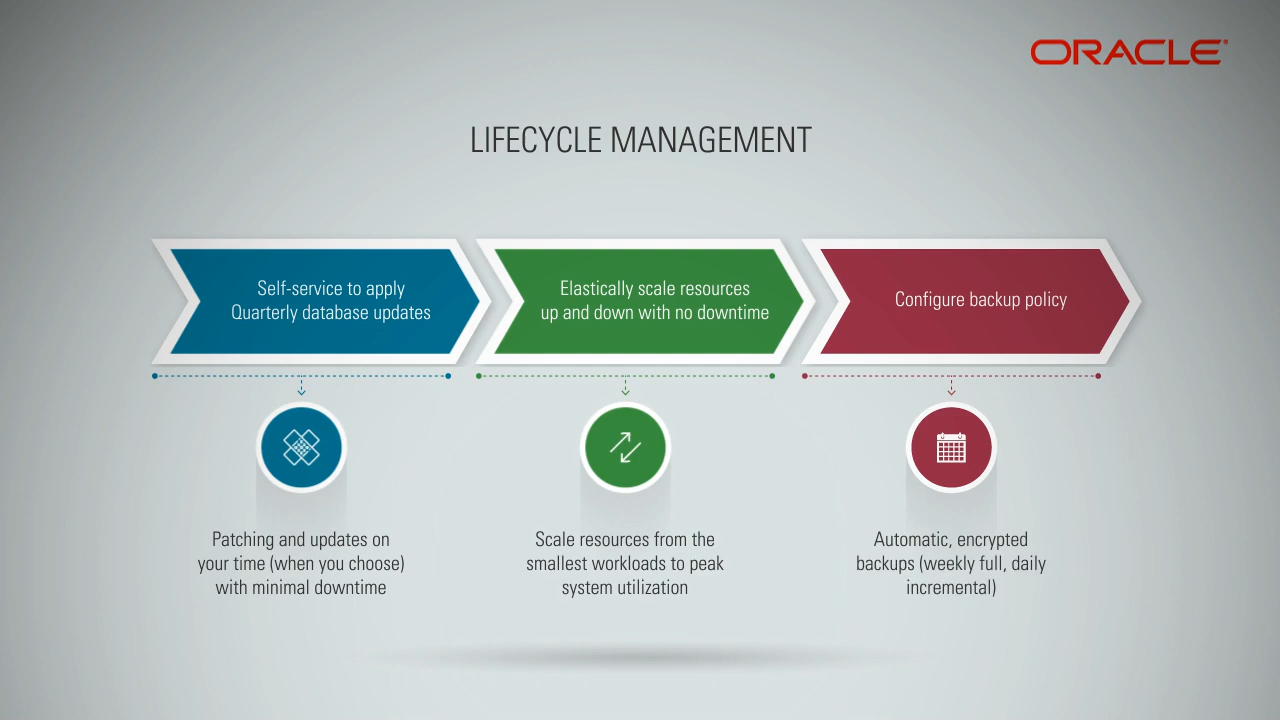 ORACLE
LIFECYCLE MANAGEMENT
Self-service to apply
Quarterly database updates
Elastically scale resources
up and down with no downtime
Configure backup policy
Patching and updates on
your time (when you choose)
with minimal downtime
Scale resources from the
smallest workloads to peak
system utilization
Automatic, encrypted
backups (weekly full, daily
incremental)